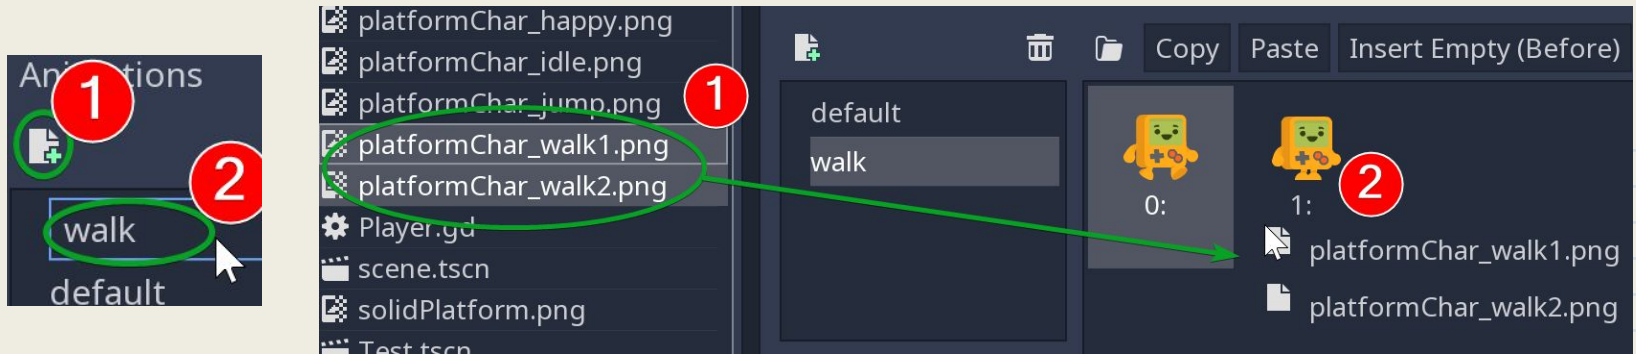 Animations
1
2
walk
default
platformChar_happy.png
platformChar_idle.png
platformChar_jump.png
platformChar_walk1.png
platformChar_walk2.png
Player.gd
scene.tscn
solidPlatform.png
Test.tscn
1
Copy
Paste
Insert Empty (Before)
default
walk
0:
1:
2
platformChar_walk1.png
platformChar_walk2.png